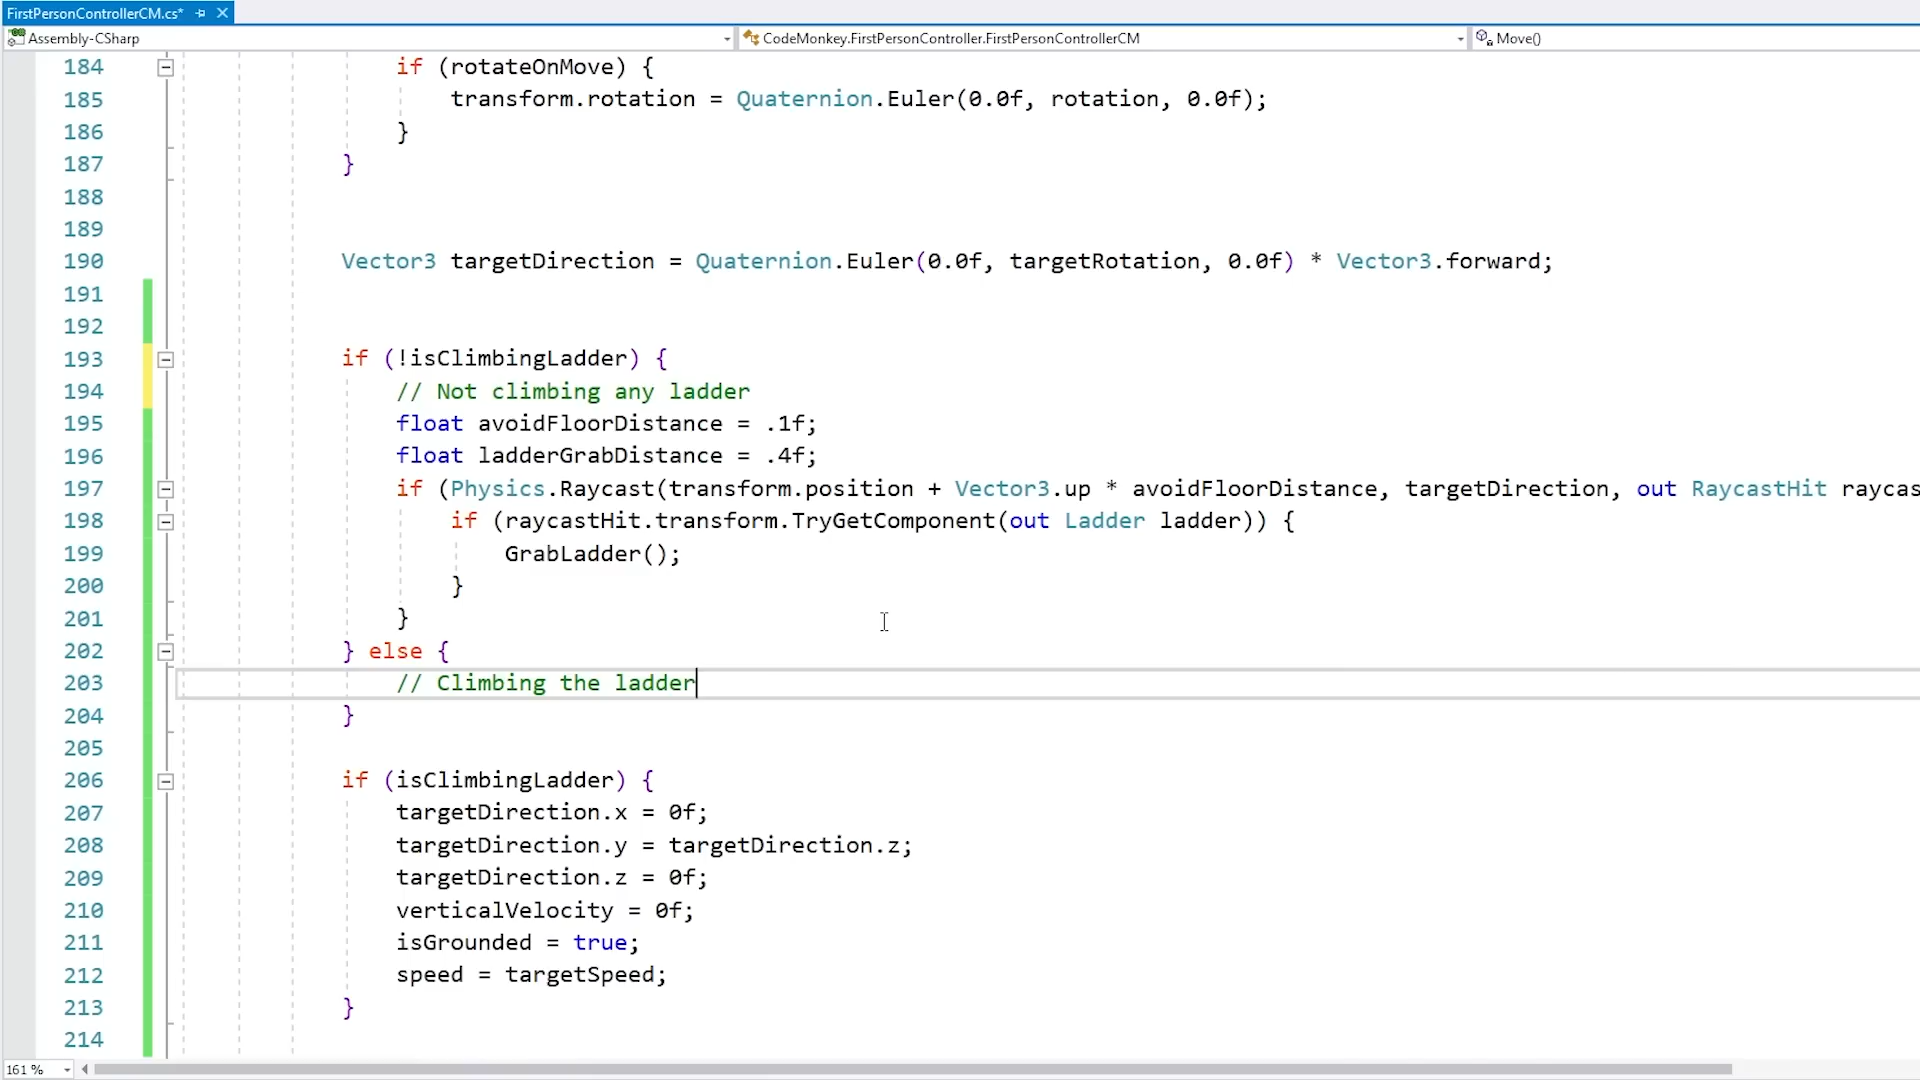 FirstPersonControllerCM.cs*
Assembly-CSharp CodeMonkey.FirstPersonController.FirstPersonControllerCM Move()
184 if (rotateOnMove) {
185 transform.rotation = Quaternion.Euler(0.0f, rotation, 0.0f);
186 }
187 }
188
189
190 Vector3 targetDirection = Quaternion.Euler(0.0f, targetRotation, 0.0f) * Vector3.forward;
191
192
193 if (!isClimbingLadder) {
194 // Not climbing any ladder
195 float avoidFloorDistance = .1f;
196 float ladderGrabDistance = .4f;
197 if (Physics.Raycast(transform.position + Vector3.up * avoidFloorDistance, targetDirection, out RaycastHit raycas
198 if (raycastHit.transform.TryGetComponent(out Ladder ladder)) {
199 GrabLadder();
200 }
201 }
202 } else {
203 // Climbing the ladder
204 }
205
206 if (isClimbingLadder) {
207 targetDirection.x = 0f;
208 targetDirection.y = targetDirection.z;
209 targetDirection.z = 0f;
210 verticalVelocity = 0f;
211 isGrounded = true;
212 speed = targetSpeed;
213 }
214
161 %